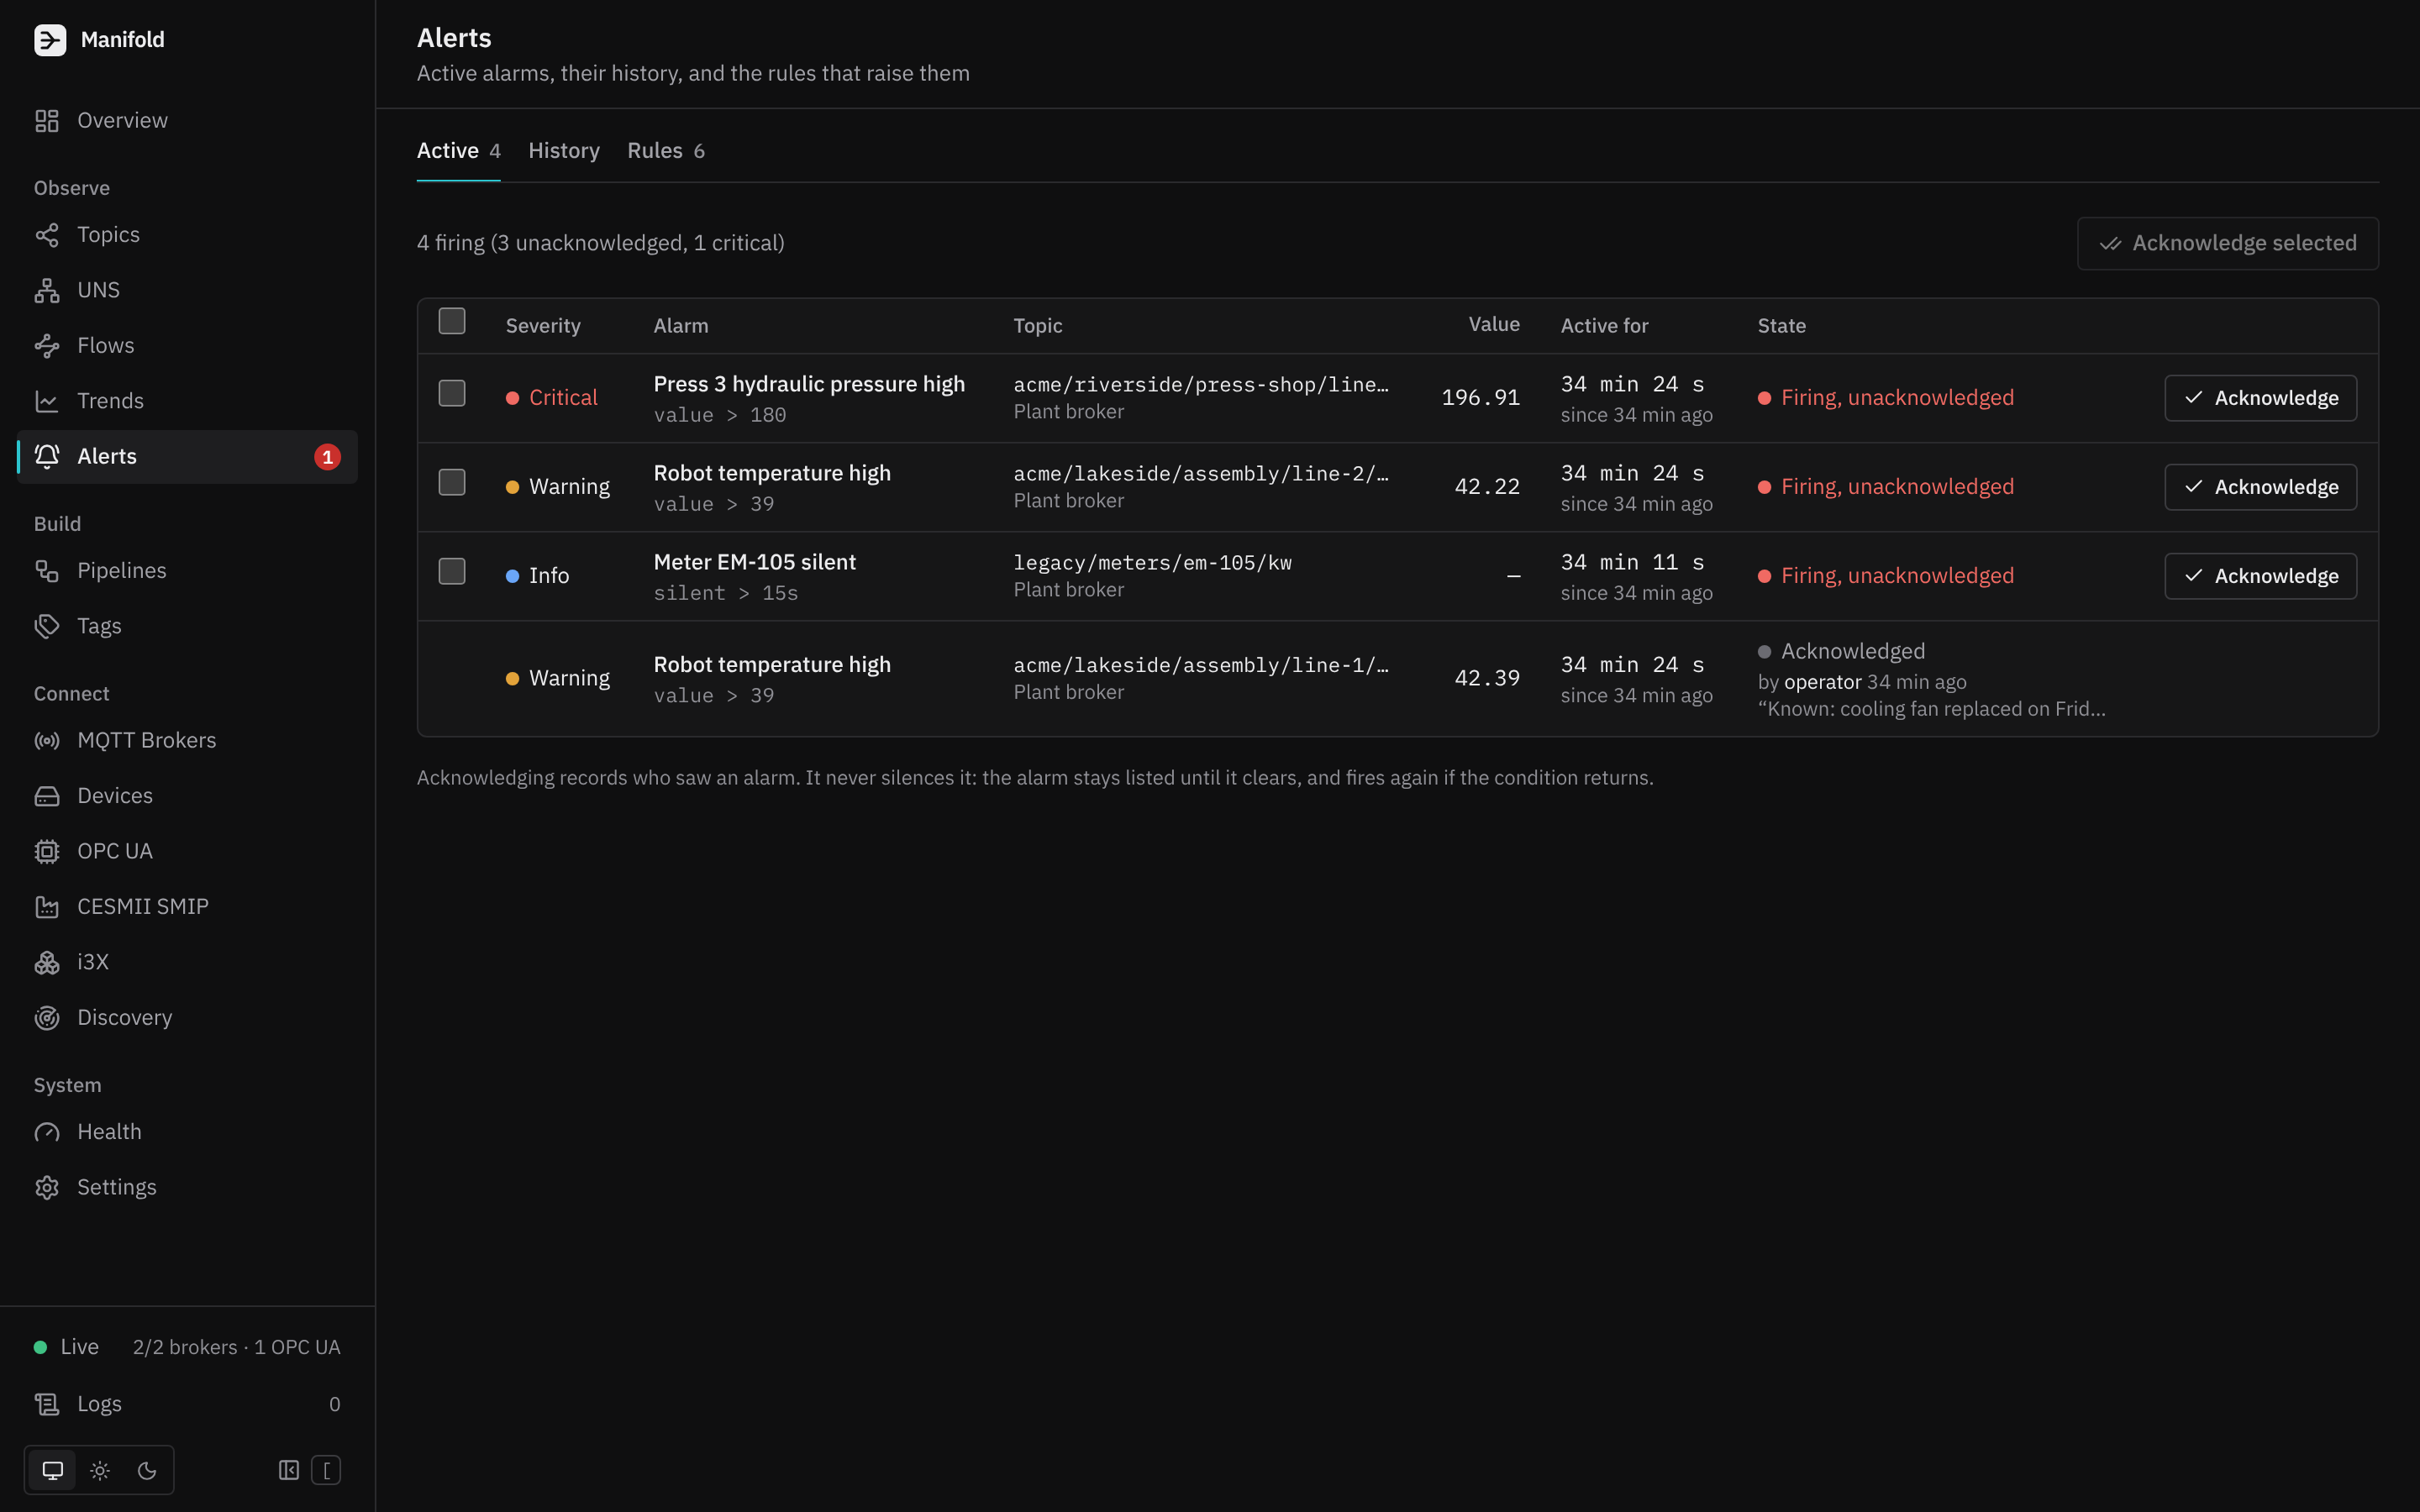 Manifold
Overview
Observe
Topics
UNS
Flows
Trends
Alerts 1
Build
Pipelines
Tags
Connect
MQTT Brokers
Devices
OPC UA
CESMII SMIP
i3X
Discovery
System
Health
Settings
Live 2/2 brokers · 1 OPC UA
Logs 0
[
Alerts
Active alarms, their history, and the rules that raise them
Active 4 History Rules 6
4 firing (3 unacknowledged, 1 critical)
Acknowledge selected
Severity Alarm Topic Value Active for State
Critical Press 3 hydraulic pressure high acme/riverside/press-shop/line… 196.91 34 min 24 s Firing, unacknowledged Acknowledge
value > 180 Plant broker since 34 min ago
Warning Robot temperature high acme/lakeside/assembly/line-2/… 42.22 34 min 24 s Firing, unacknowledged Acknowledge
value > 39 Plant broker since 34 min ago
Info Meter EM-105 silent legacy/meters/em-105/kw – 34 min 11 s Firing, unacknowledged Acknowledge
silent > 15s Plant broker since 34 min ago
Warning Robot temperature high acme/lakeside/assembly/line-1/… 42.39 34 min 24 s Acknowledged
value > 39 Plant broker since 34 min ago by operator 34 min ago
“Known: cooling fan replaced on Frid…
Acknowledging records who saw an alarm. It never silences it: the alarm stays listed until it clears, and fires again if the condition returns.